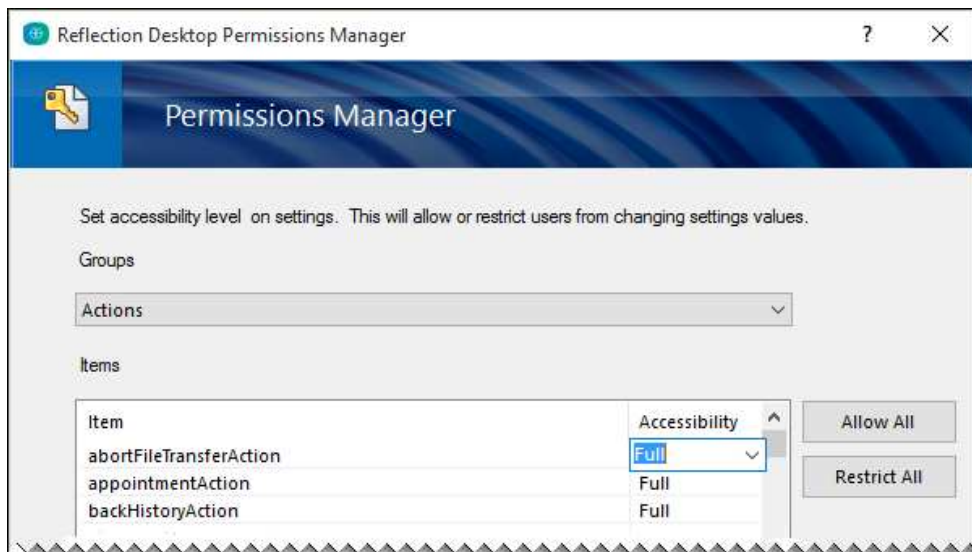 Reflection Desktop Permissions Manager
?
Permissions Manager
Set accessibility level on settings. This will allow or restrict users from changing settings values.
Groups
Actions
Items
Item Accessibility
abortFileTransferAction Full
appointmentAction Full
backHistoryAction Full
Allow All
Restrict All